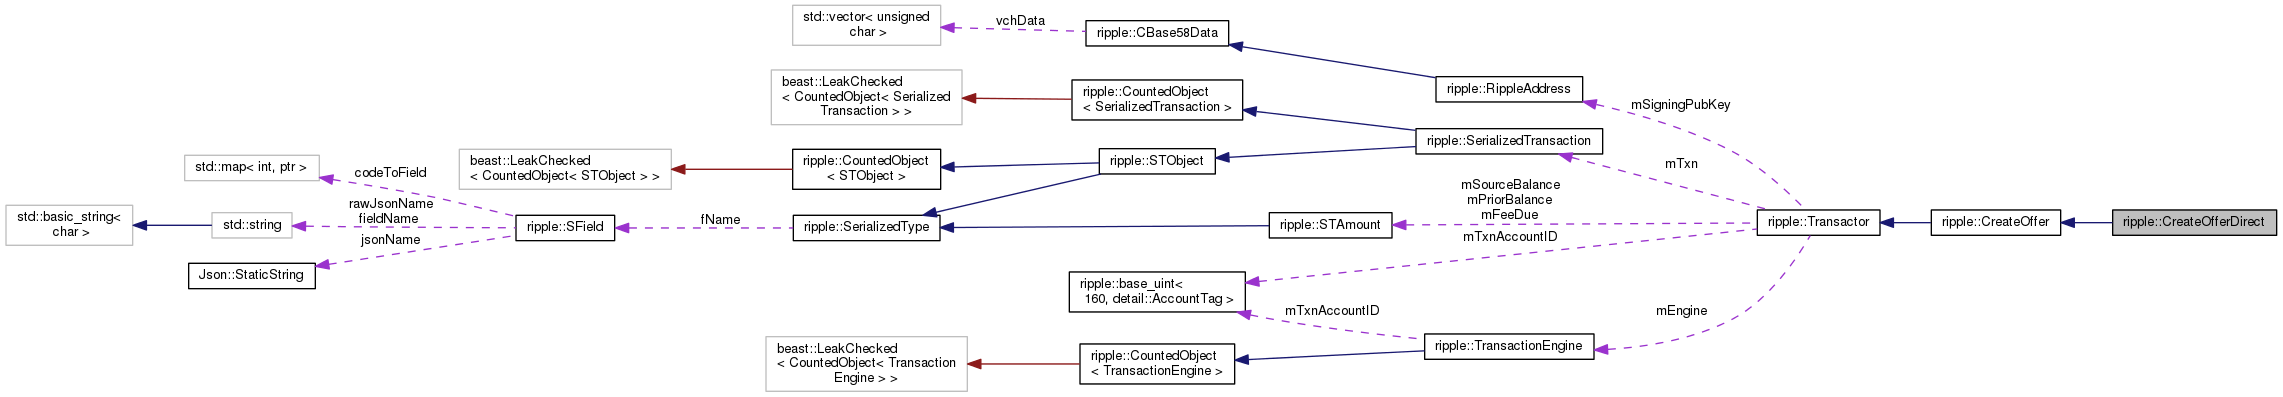 std::vector< unsigned
char >
vchData
ripple::CBase58Data
beast::LeakChecked
< CountedObject< Serialized
Transaction > >
ripple::CountedObject
< SerializedTransaction >
ripple::RippleAddress
mSigningPubKey
ripple::SerializedTransaction
mTxn
std::map< int, ptr >
codeToField
beast::LeakChecked
< CountedObject< STObject > >
ripple::CountedObject
< STObject >
ripple::STObject
std::basic_string<
char >
std::string
rawJsonName
fieldName
jsonName
Json::StaticString
ripple::SField
fName
ripple::SerializedType
ripple::STAmount
mSourceBalance
mPriorBalance
mFeeDue
mTxnAccountID
ripple::Transactor
ripple::CreateOffer
ripple::CreateOfferDirect
ripple::base_uint<
160, detail::AccountTag >
mTxnAccountID
mEngine
beast::LeakChecked
< CountedObject< Transaction
Engine > >
ripple::CountedObject
< TransactionEngine >
ripple::TransactionEngine